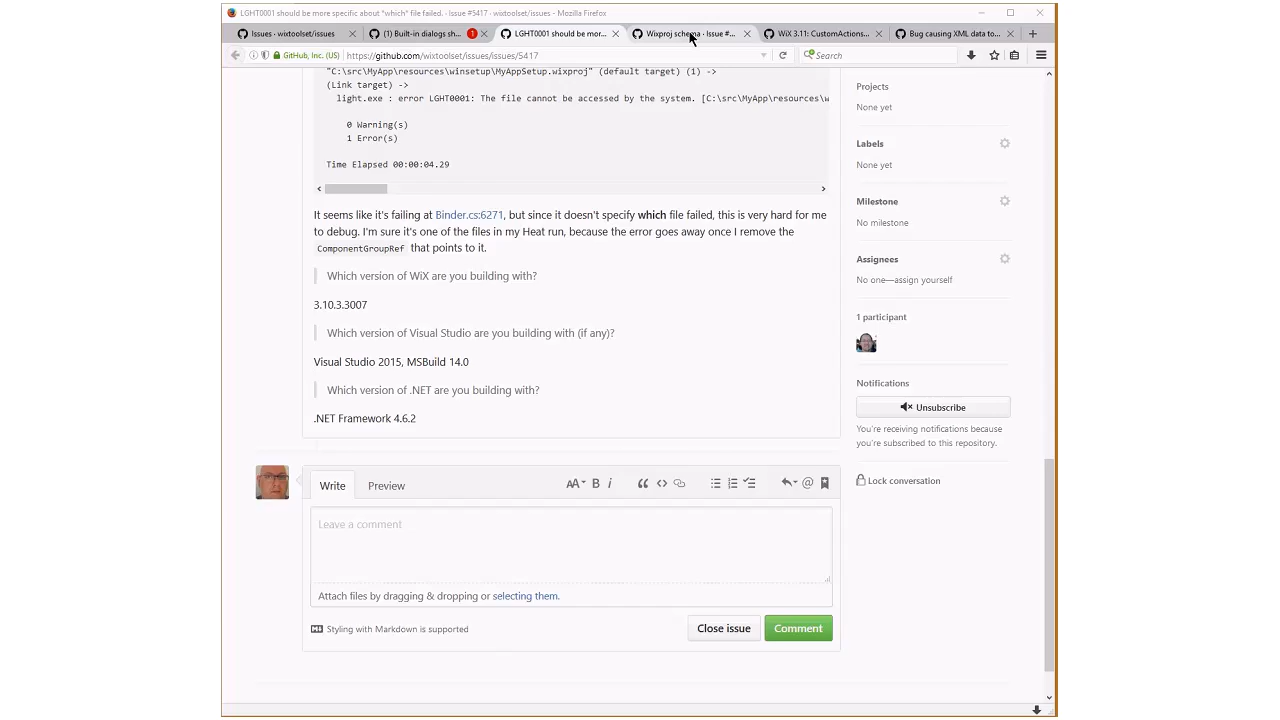 LGHT0001 should be more specific about *which* file failed. · Issue #5417 · wixtoolset/issues - Mozilla Firefox
Issues · wixtoolset/issues
(1) Built-in dialogs sh... 1
LGHT0001 should be mor...
Wixproj schema · Issue #...
WiX 3.11: CustomActions...
Bug causing XML data to...
GitHub, Inc. (US)
https://github.com/wixtoolset/issues/issues/5417
Search
"C:\src\MyApp\resources\winsetup\MyAppSetup.wixproj" (default target) (1) ->
(Link target) ->
light.exe : error LGHT0001: The file cannot be accessed by the system. [C:\src\MyApp\resources\w
0 Warning(s)
1 Error(s)
Time Elapsed 00:00:04.29
It seems like it's failing at Binder.cs:6271, but since it doesn't specify which file failed, this is very hard for me
to debug. I'm sure it's one of the files in my Heat run, because the error goes away once I remove the
ComponentGroupRef that points to it.
Which version of WiX are you building with?
3.10.3.3007
Which version of Visual Studio are you building with (if any)?
Visual Studio 2015, MSBuild 14.0
Which version of .NET are you building with?
.NET Framework 4.6.2
Projects
None yet
Labels
None yet
Milestone
No milestone
Assignees
No one—assign yourself
1 participant
Notifications
Unsubscribe
You're receiving notifications because
you're subscribed to this repository.
Lock conversation
Write
Preview
AA B i
Leave a comment
Attach files by dragging & dropping or selecting them.
Styling with Markdown is supported
Close issue
Comment